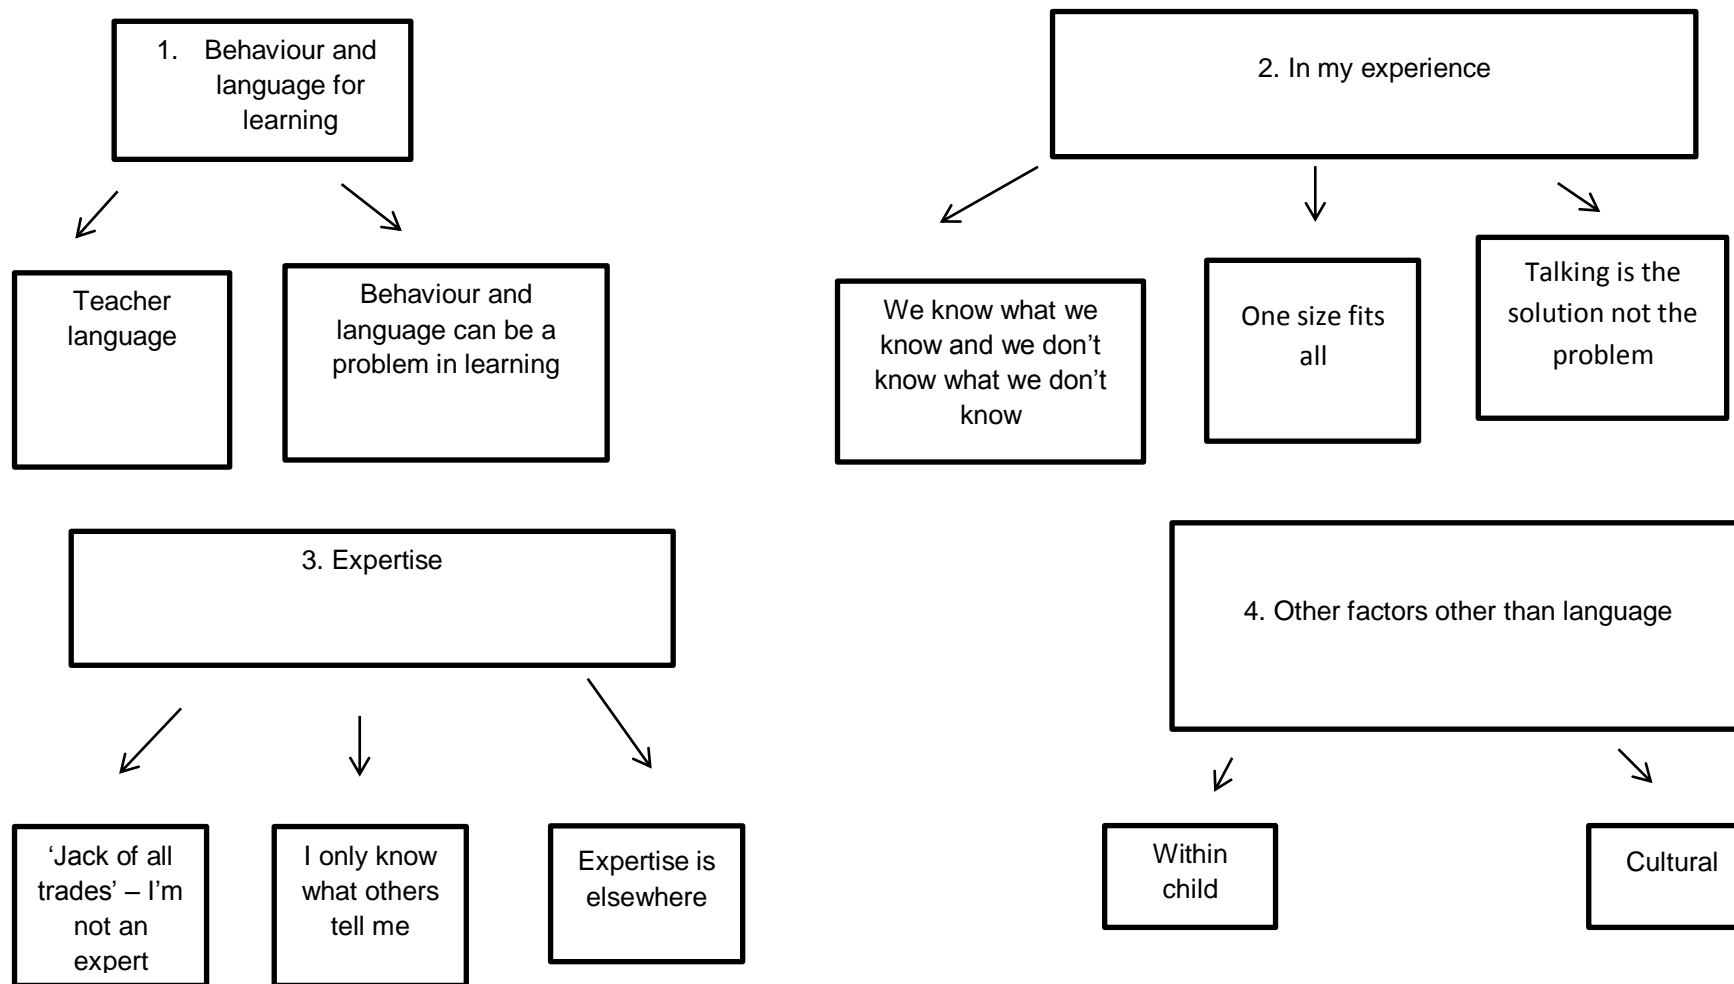 1. Behaviour and
language for
learning
2. In my experience
Teacher
language
Behaviour and
language can be a
problem in learning
We know what we
know and we don’t
know what we don’t
know
One size fits
all
Talking is the
solution not the
problem
3. Expertise
4. Other factors other than language
‘Jack of all
trades’ – I’m
not an
expert
I only know
what others
tell me
Expertise is
elsewhere
Within
child
Cultural